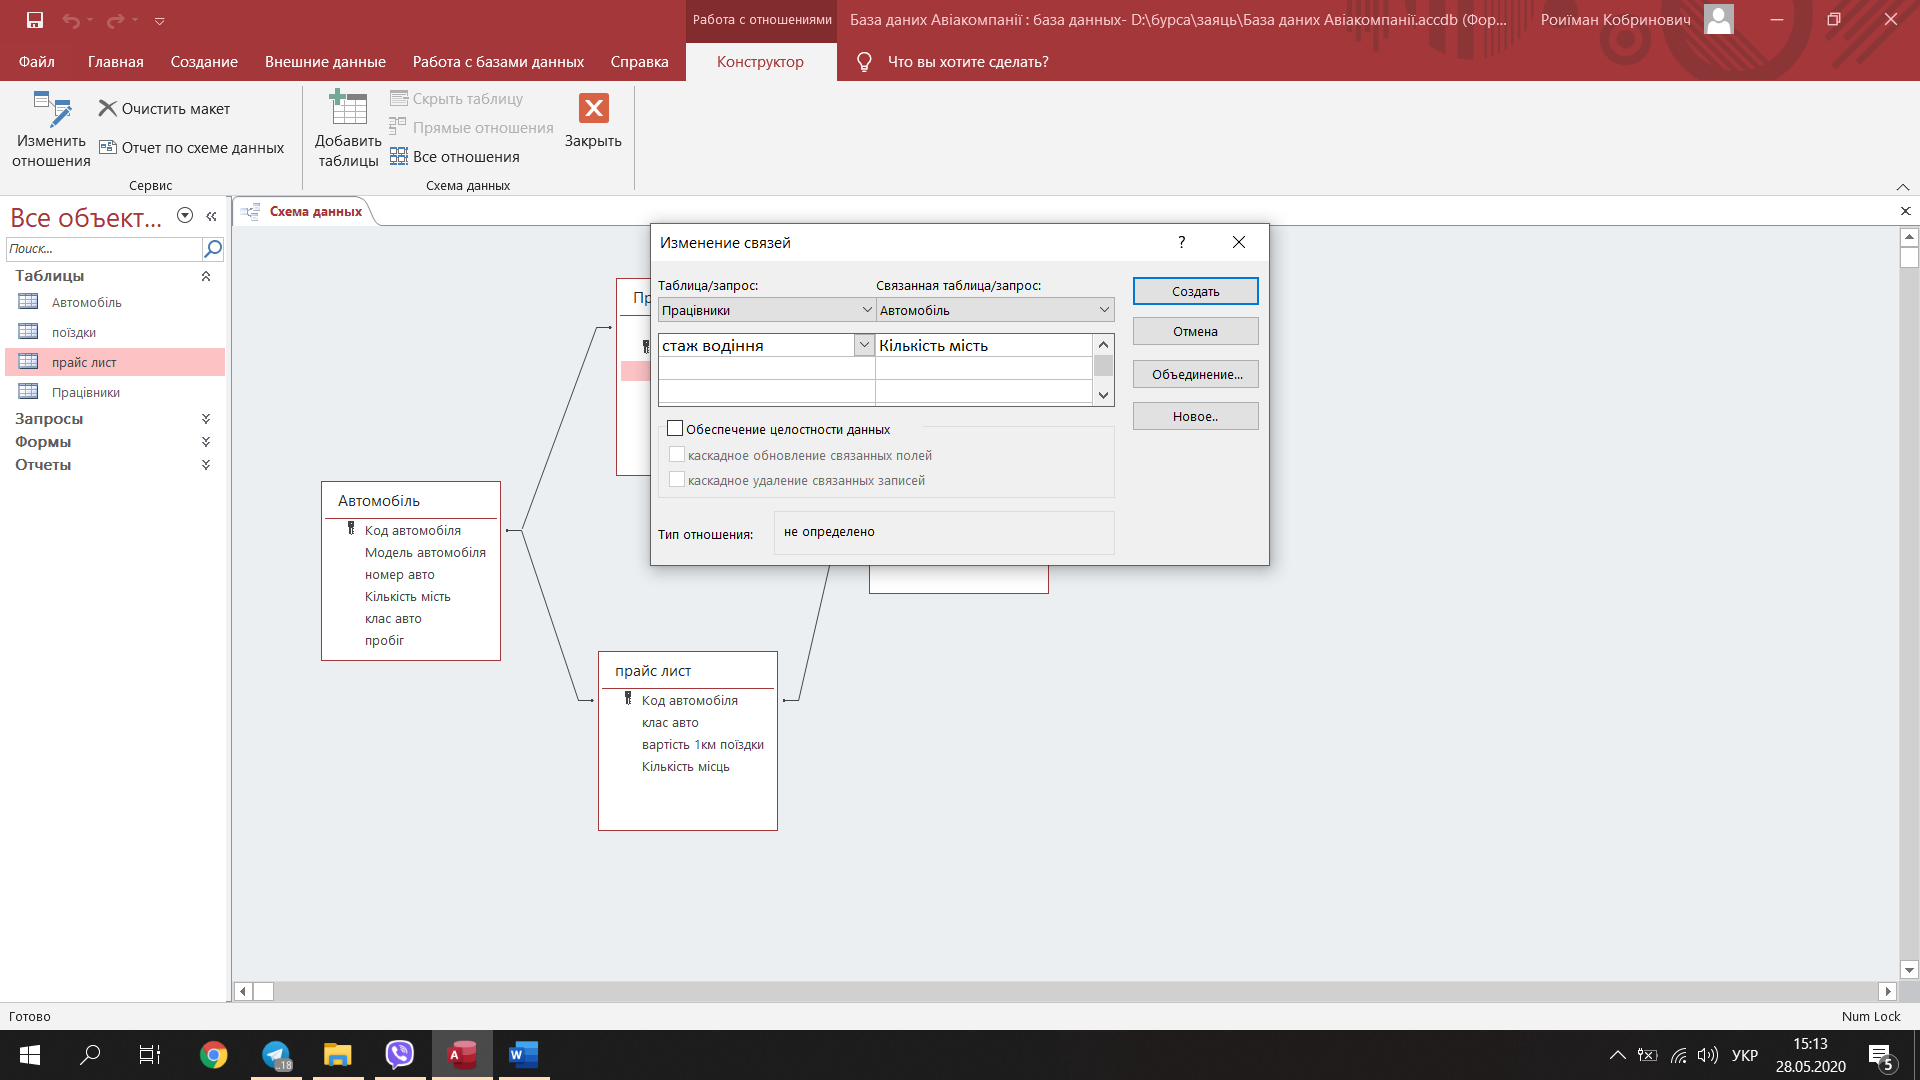 Работа с отношениями
База даних Авіакомпанії : база данных- D:\бурса\заяць\База даних Авіакомпанії.accdb (Фор...
Роиїман Кобринович
Файл
Главная
Создание
Внешние данные
Работа с базами данных
Справка
Конструктор
Что вы хотите сделать?
Изменить
отношения
Очистить макет
Отчет по схеме данных
Сервис
Добавить
таблицы
Скрыть таблицу
Прямые отношения
Все отношения
Закрыть
Схема данных
Все объект...
Поиск...
Таблицы
Автомобіль
поїздки
прайс лист
Працівники
Запросы
Формы
Отчеты
Схема данных
Пр
Изменение связей
?
Таблица/запрос:
Связанная таблица/запрос:
Працівники
Автомобіль
стаж водіння
Кількість мість
Обеспечение целостности данных
каскадное обновление связанных полей
каскадное удаление связанных записей
Тип отношения:
не определено
Создать
Отмена
Объединение...
Новое..
Автомобіль
Код автомобіля
Модель автомобіля
номер авто
Кількість мість
клас авто
пробіг
прайс лист
Код автомобіля
клас авто
вартість 1км поїздки
Кількість місць
Готово
Num Lock
..18
A
W
УКР
15:13
28.05.2020
5